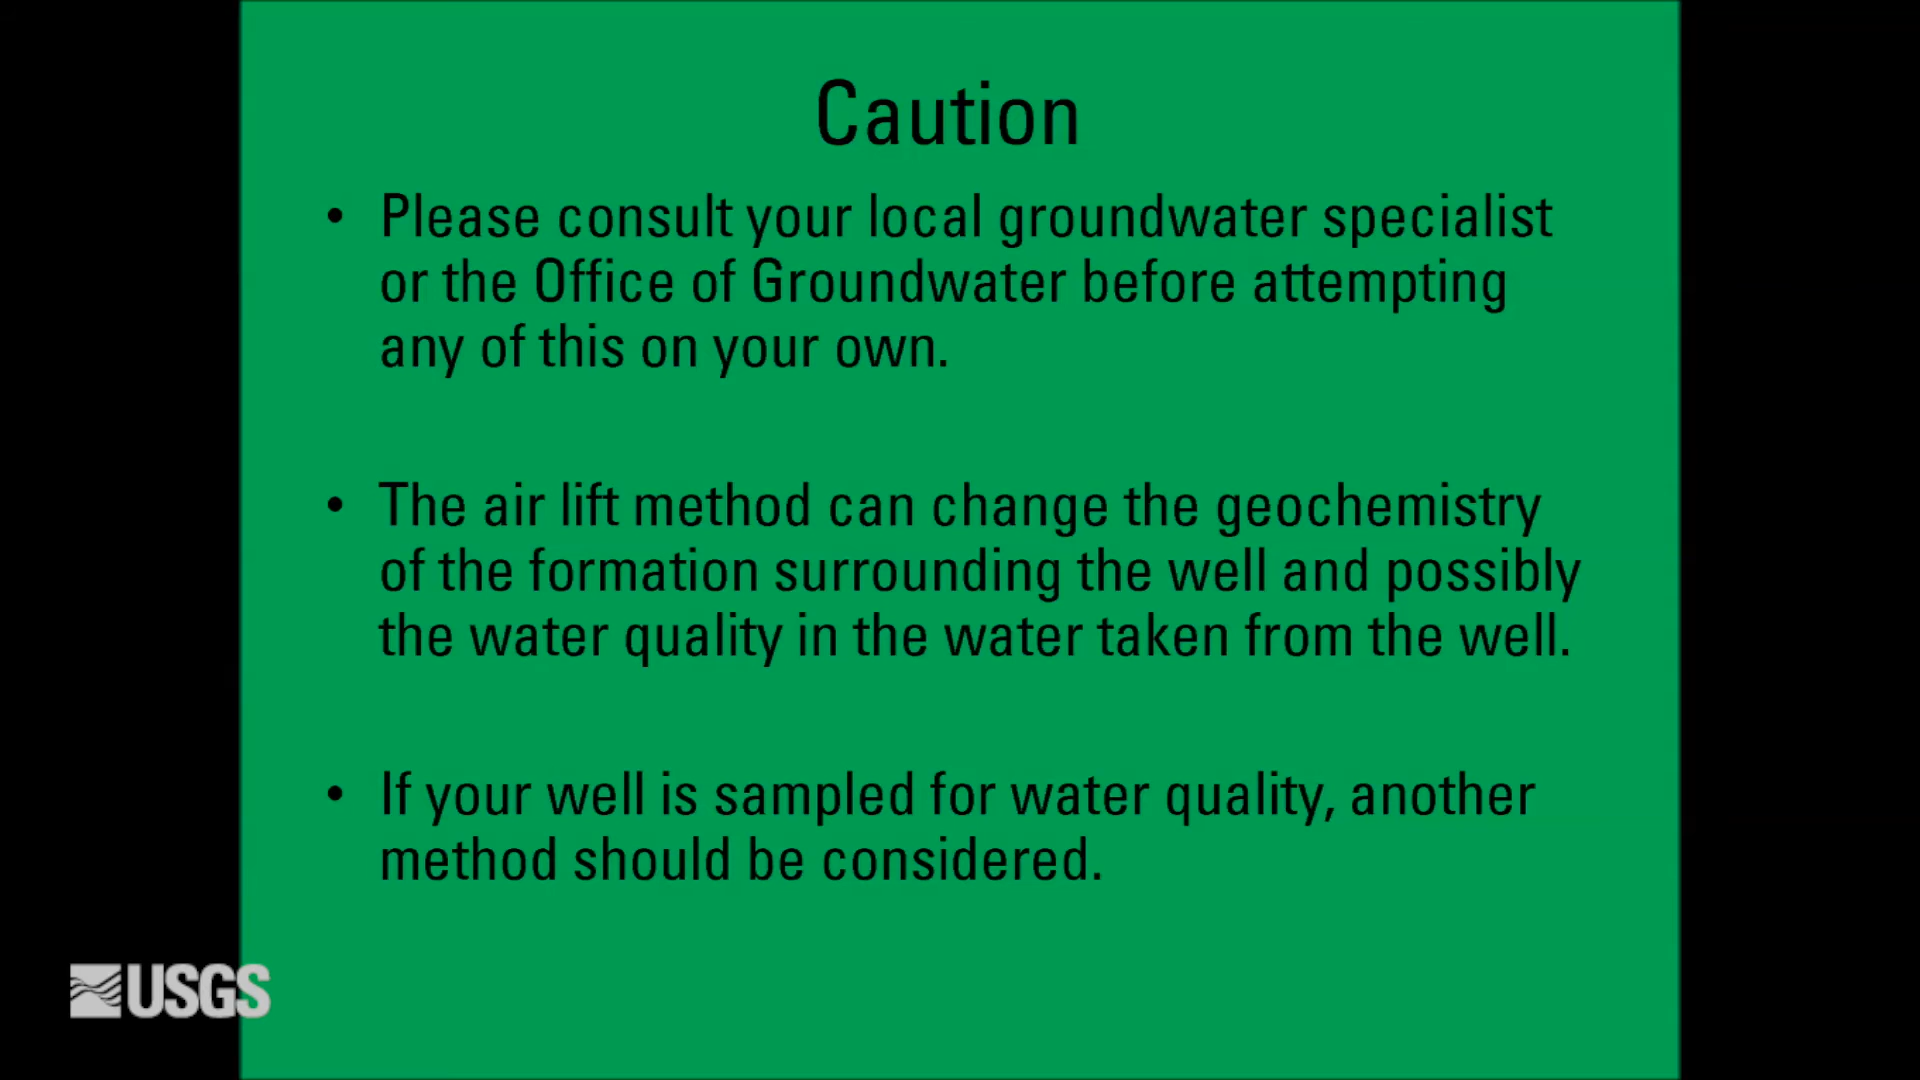 Caution
• Please consult your local groundwater specialist
or the Office of Groundwater before attempting
any of this on your own.
• The air lift method can change the geochemistry
of the formation surrounding the well and possibly
the water quality in the water taken from the well.
• If your well is sampled for water quality, another
method should be considered.
USGS